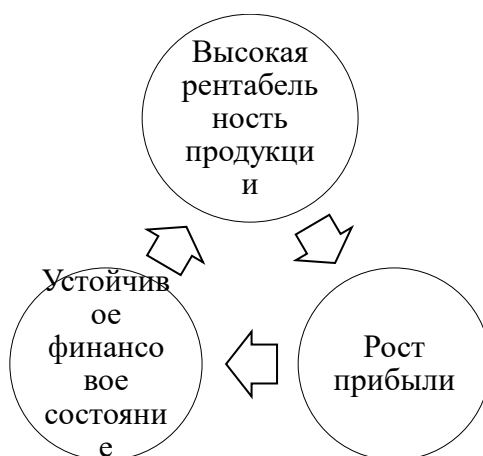 Высокая
рентабель
ность
продукци
и
Устойчив
ое
финансо
вое
состояни
е
Рост
прибыли